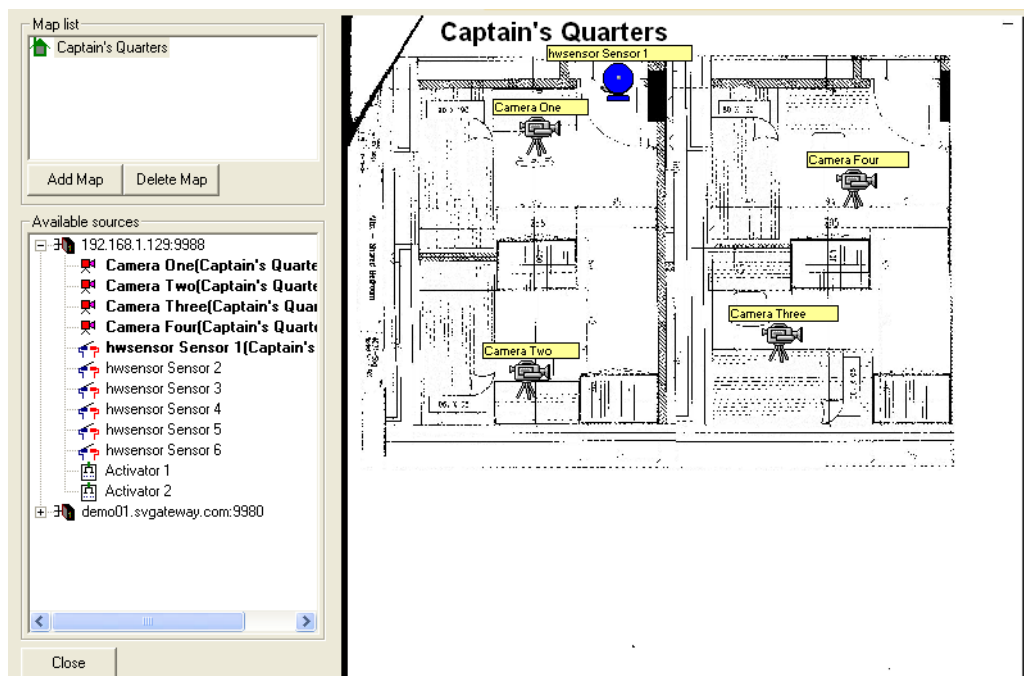 Map list
Captain's Quarters
Add Map
Delete Map
Available sources
192.168.1.129:9988
Camera One(Captain's Quarte
Camera Two(Captain's Quarte
Camera Three(Captain's Quar
Camera Four(Captain's Quarte
hwsensor Sensor 1(Captain's
hwsensor Sensor 2
hwsensor Sensor 3
hwsensor Sensor 4
hwsensor Sensor 5
hwsensor Sensor 6
Activator 1
Activator 2
demo01.svgateway.com:9980
Close
Captain's Quarters
hwsensor Sensor 1
Camera One
Camera Four
Camera Three
Camera Two